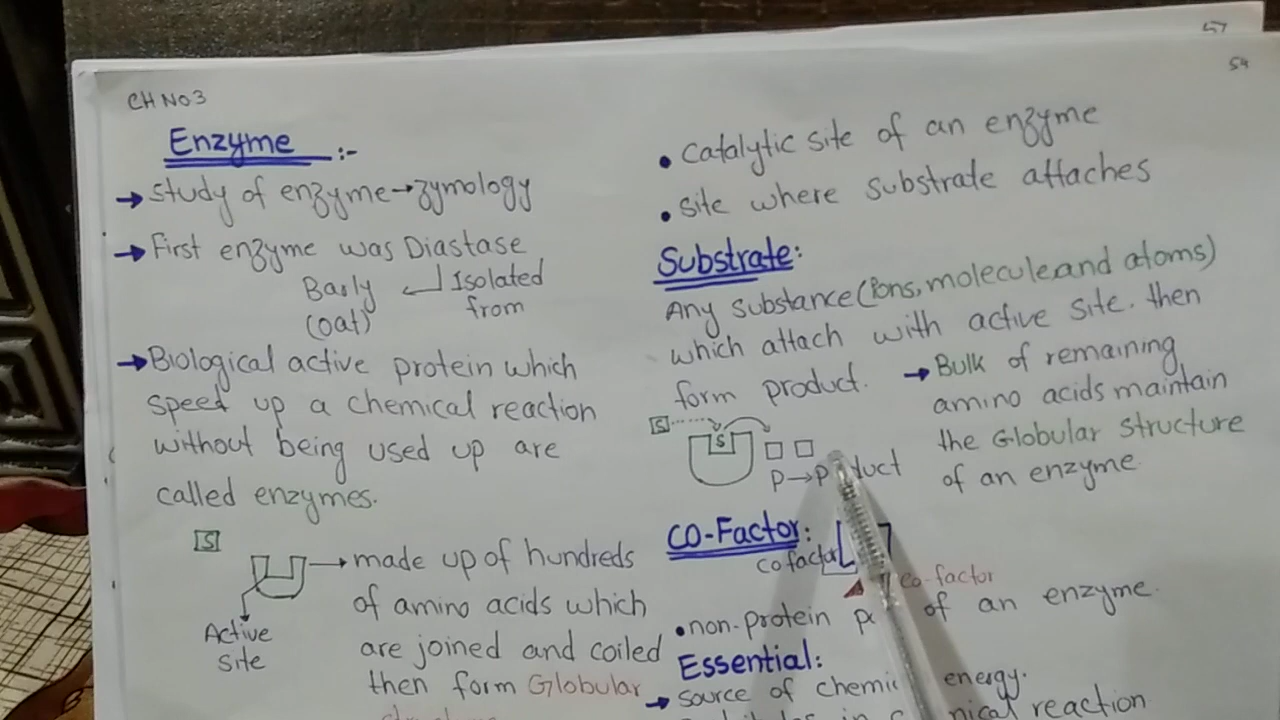 57
54
CH NO3
Enzyme :-
→ study of enzyme → zymology
→ First enzyme was Diastase
Barly Isolated
(oat) from
→ Biological active protein which
speed up a chemical reaction
without being used up are
called enzymes.
S
→ made up of hundreds
of amino acids which
are joined and coiled
then form Globular
Active
site
• catalytic site of an enzyme
• site where substrate attaches
Substrate:
Any substance (Ions, molecule and atoms)
which attach with active site. then
form product.
→ Bulk of remaining
amino acids maintain
the Globular structure
of an enzyme.
S
S
P → p duct
CO-Factor:
cofactor
co-factor
• non-protein of an enzyme.
Essential:
→ source of chemi energy.
in nical reaction